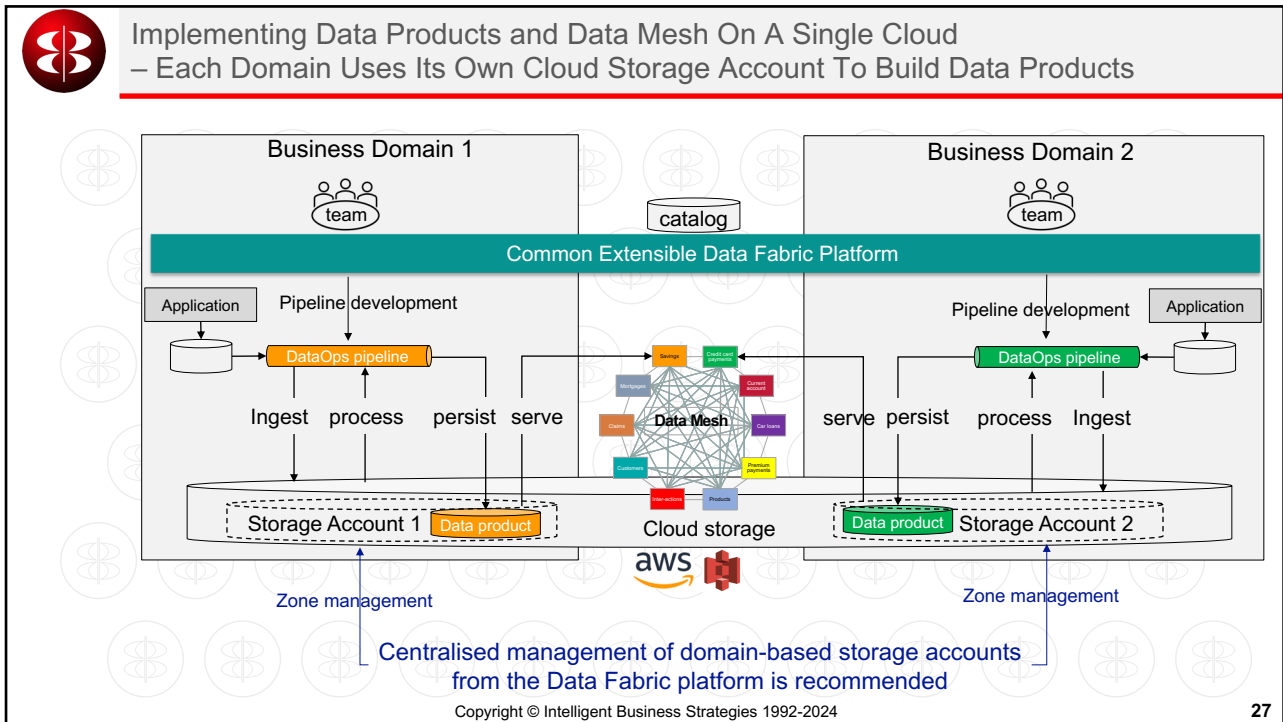 Implementing Data Products and Data Mesh On A Single Cloud
– Each Domain Uses Its Own Cloud Storage Account To Build Data Products
Business Domain 1
Business Domain 2
team
catalog
team
Common Extensible Data Fabric Platform
Application
Pipeline development
Pipeline development
Application
DataOps pipeline
DataOps pipeline
Savings
Credit card
payments
Mortgages
Current
account
Ingest
process
persist
serve
Claims
Data Mesh
Car loans
serve
persist
process
Ingest
Customers
Premium
payments
Inter-actions
Products
Storage Account 1
Data product
Cloud storage
Data product
Storage Account 2
aws
Zone management
Zone management
Centralised management of domain-based storage accounts
from the Data Fabric platform is recommended
Copyright © Intelligent Business Strategies 1992-2024
27